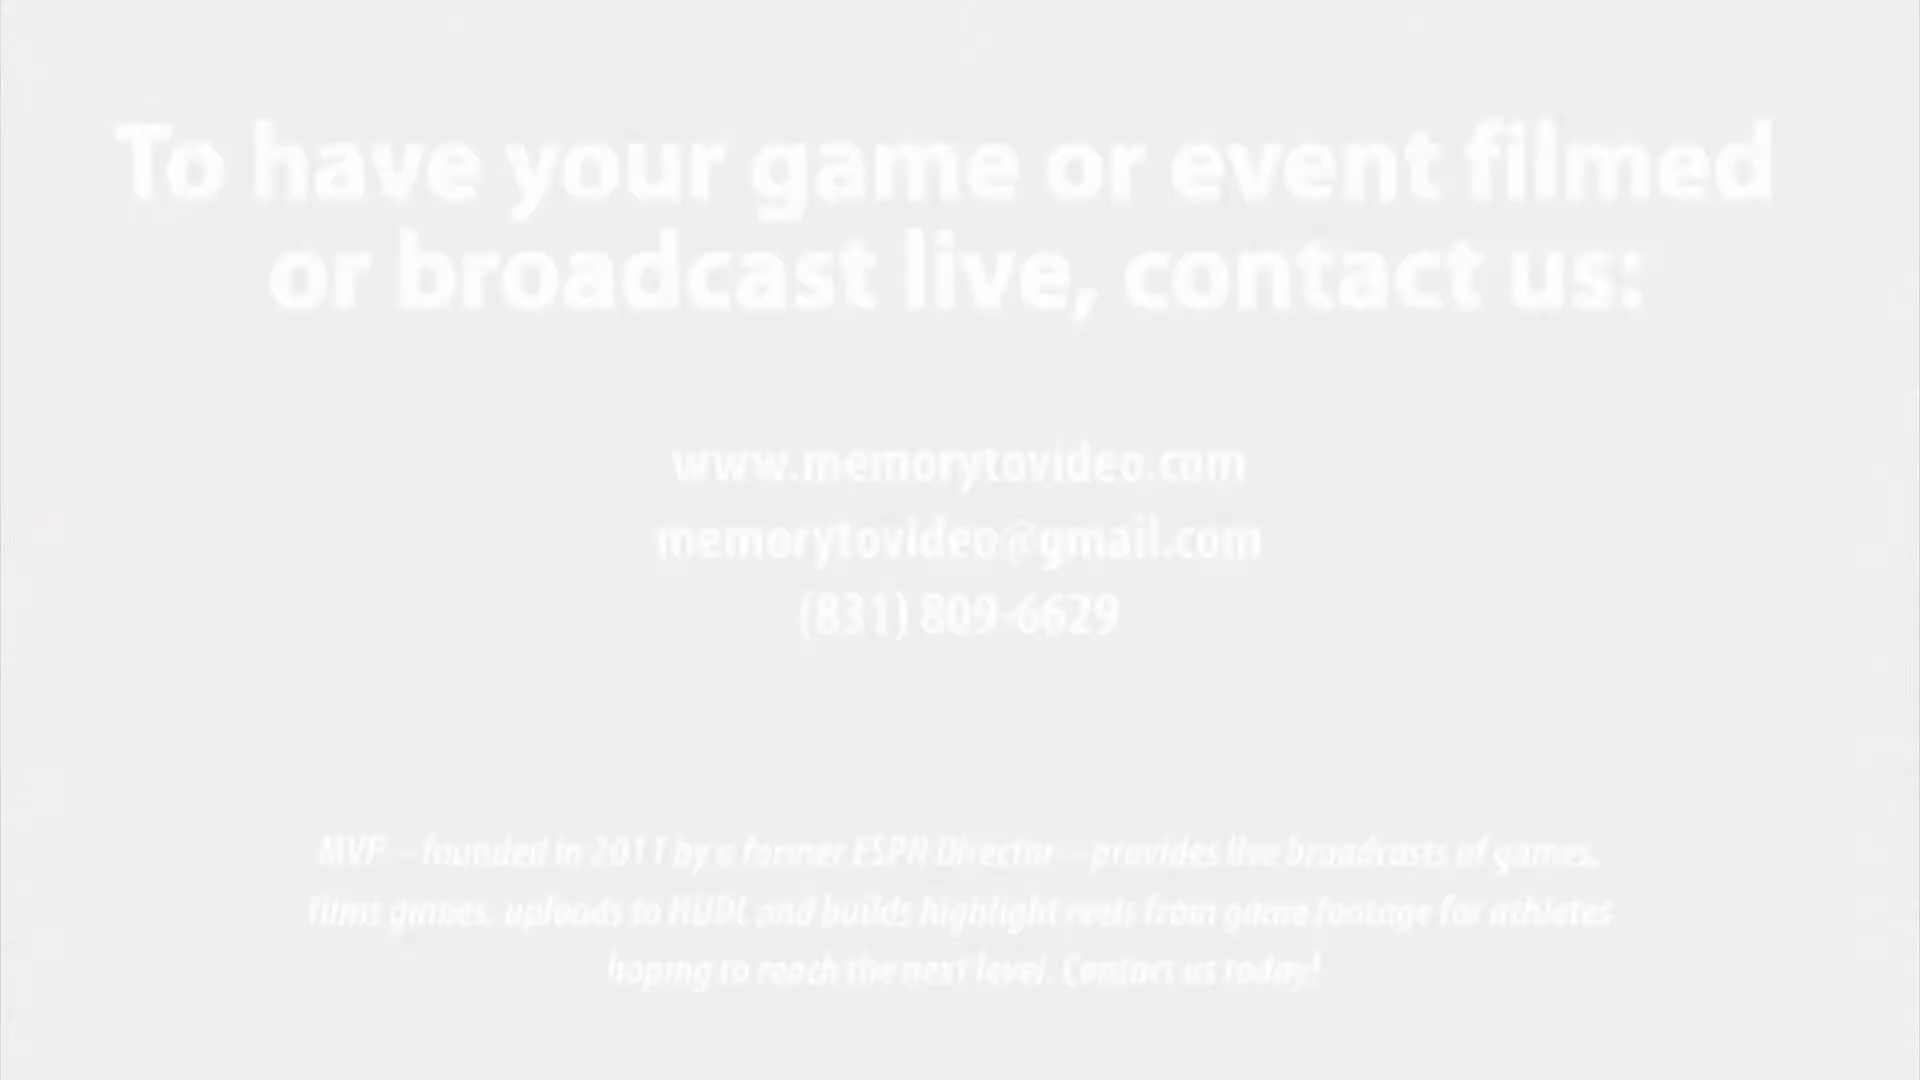 To have your game or event filmed
or broadcast live, contact us:
www.memorytovideo.com
memorytovideo@gmail.com
(831) 809-6629
MVP – founded in 2011 by a former ESPN Director – provides live broadcasts of games,
films games, uploads to HUDL and builds highlight reels from game footage for athletes
hoping to reach the next level. Contact us today!